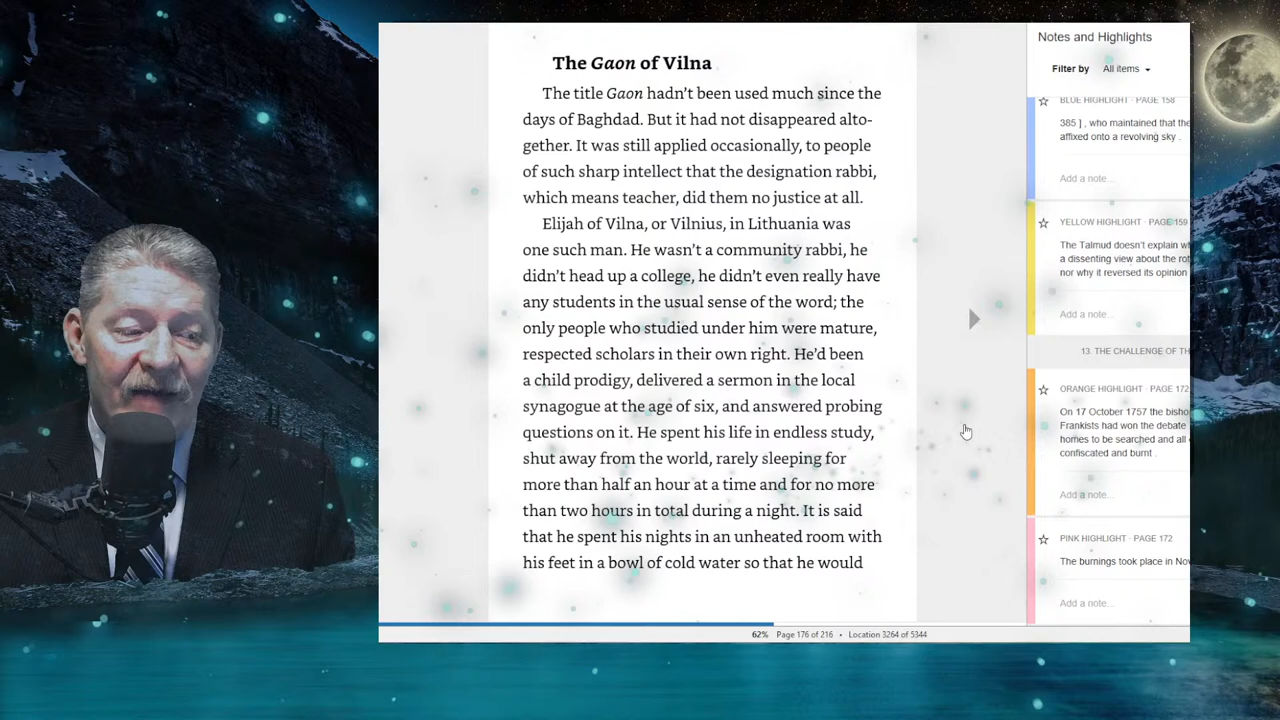 The Gaon of Vilna
The title Gaon hadn’t been used much since the
days of Baghdad. But it had not disappeared alto-
gether. It was still applied occasionally, to people
of such sharp intellect that the designation rabbi,
which means teacher, did them no justice at all.
Elijah of Vilna, or Vilnius, in Lithuania was
one such man. He wasn’t a community rabbi, he
didn’t head up a college, he didn’t even really have
any students in the usual sense of the word; the
only people who studied under him were mature,
respected scholars in their own right. He’d been
a child prodigy, delivered a sermon in the local
synagogue at the age of six, and answered probing
questions on it. He spent his life in endless study,
shut away from the world, rarely sleeping for
more than half an hour at a time and for no more
than two hours in total during a night. It is said
that he spent his nights in an unheated room with
his feet in a bowl of cold water so that he would
62% Page 176 of 216 • Location 3264 of 5344
Notes and Highlights
Filter by All items
BLUE HIGHLIGHT · PAGE 158
385 ] , who maintained that the
affixed onto a revolving sky .
Add a note...
YELLOW HIGHLIGHT · PAGE 159
The Talmud doesn’t explain wh
a dissenting view about the rot
nor why it reversed its opinion
Add a note...
13. THE CHALLENGE OF TH
ORANGE HIGHLIGHT · PAGE 172
On 17 October 1757 the bisho
Frankists had won the debate
homes to be searched and all
confiscated and burnt .
Add a note...
PINK HIGHLIGHT · PAGE 172
The burnings took place in Nov
Add a note...